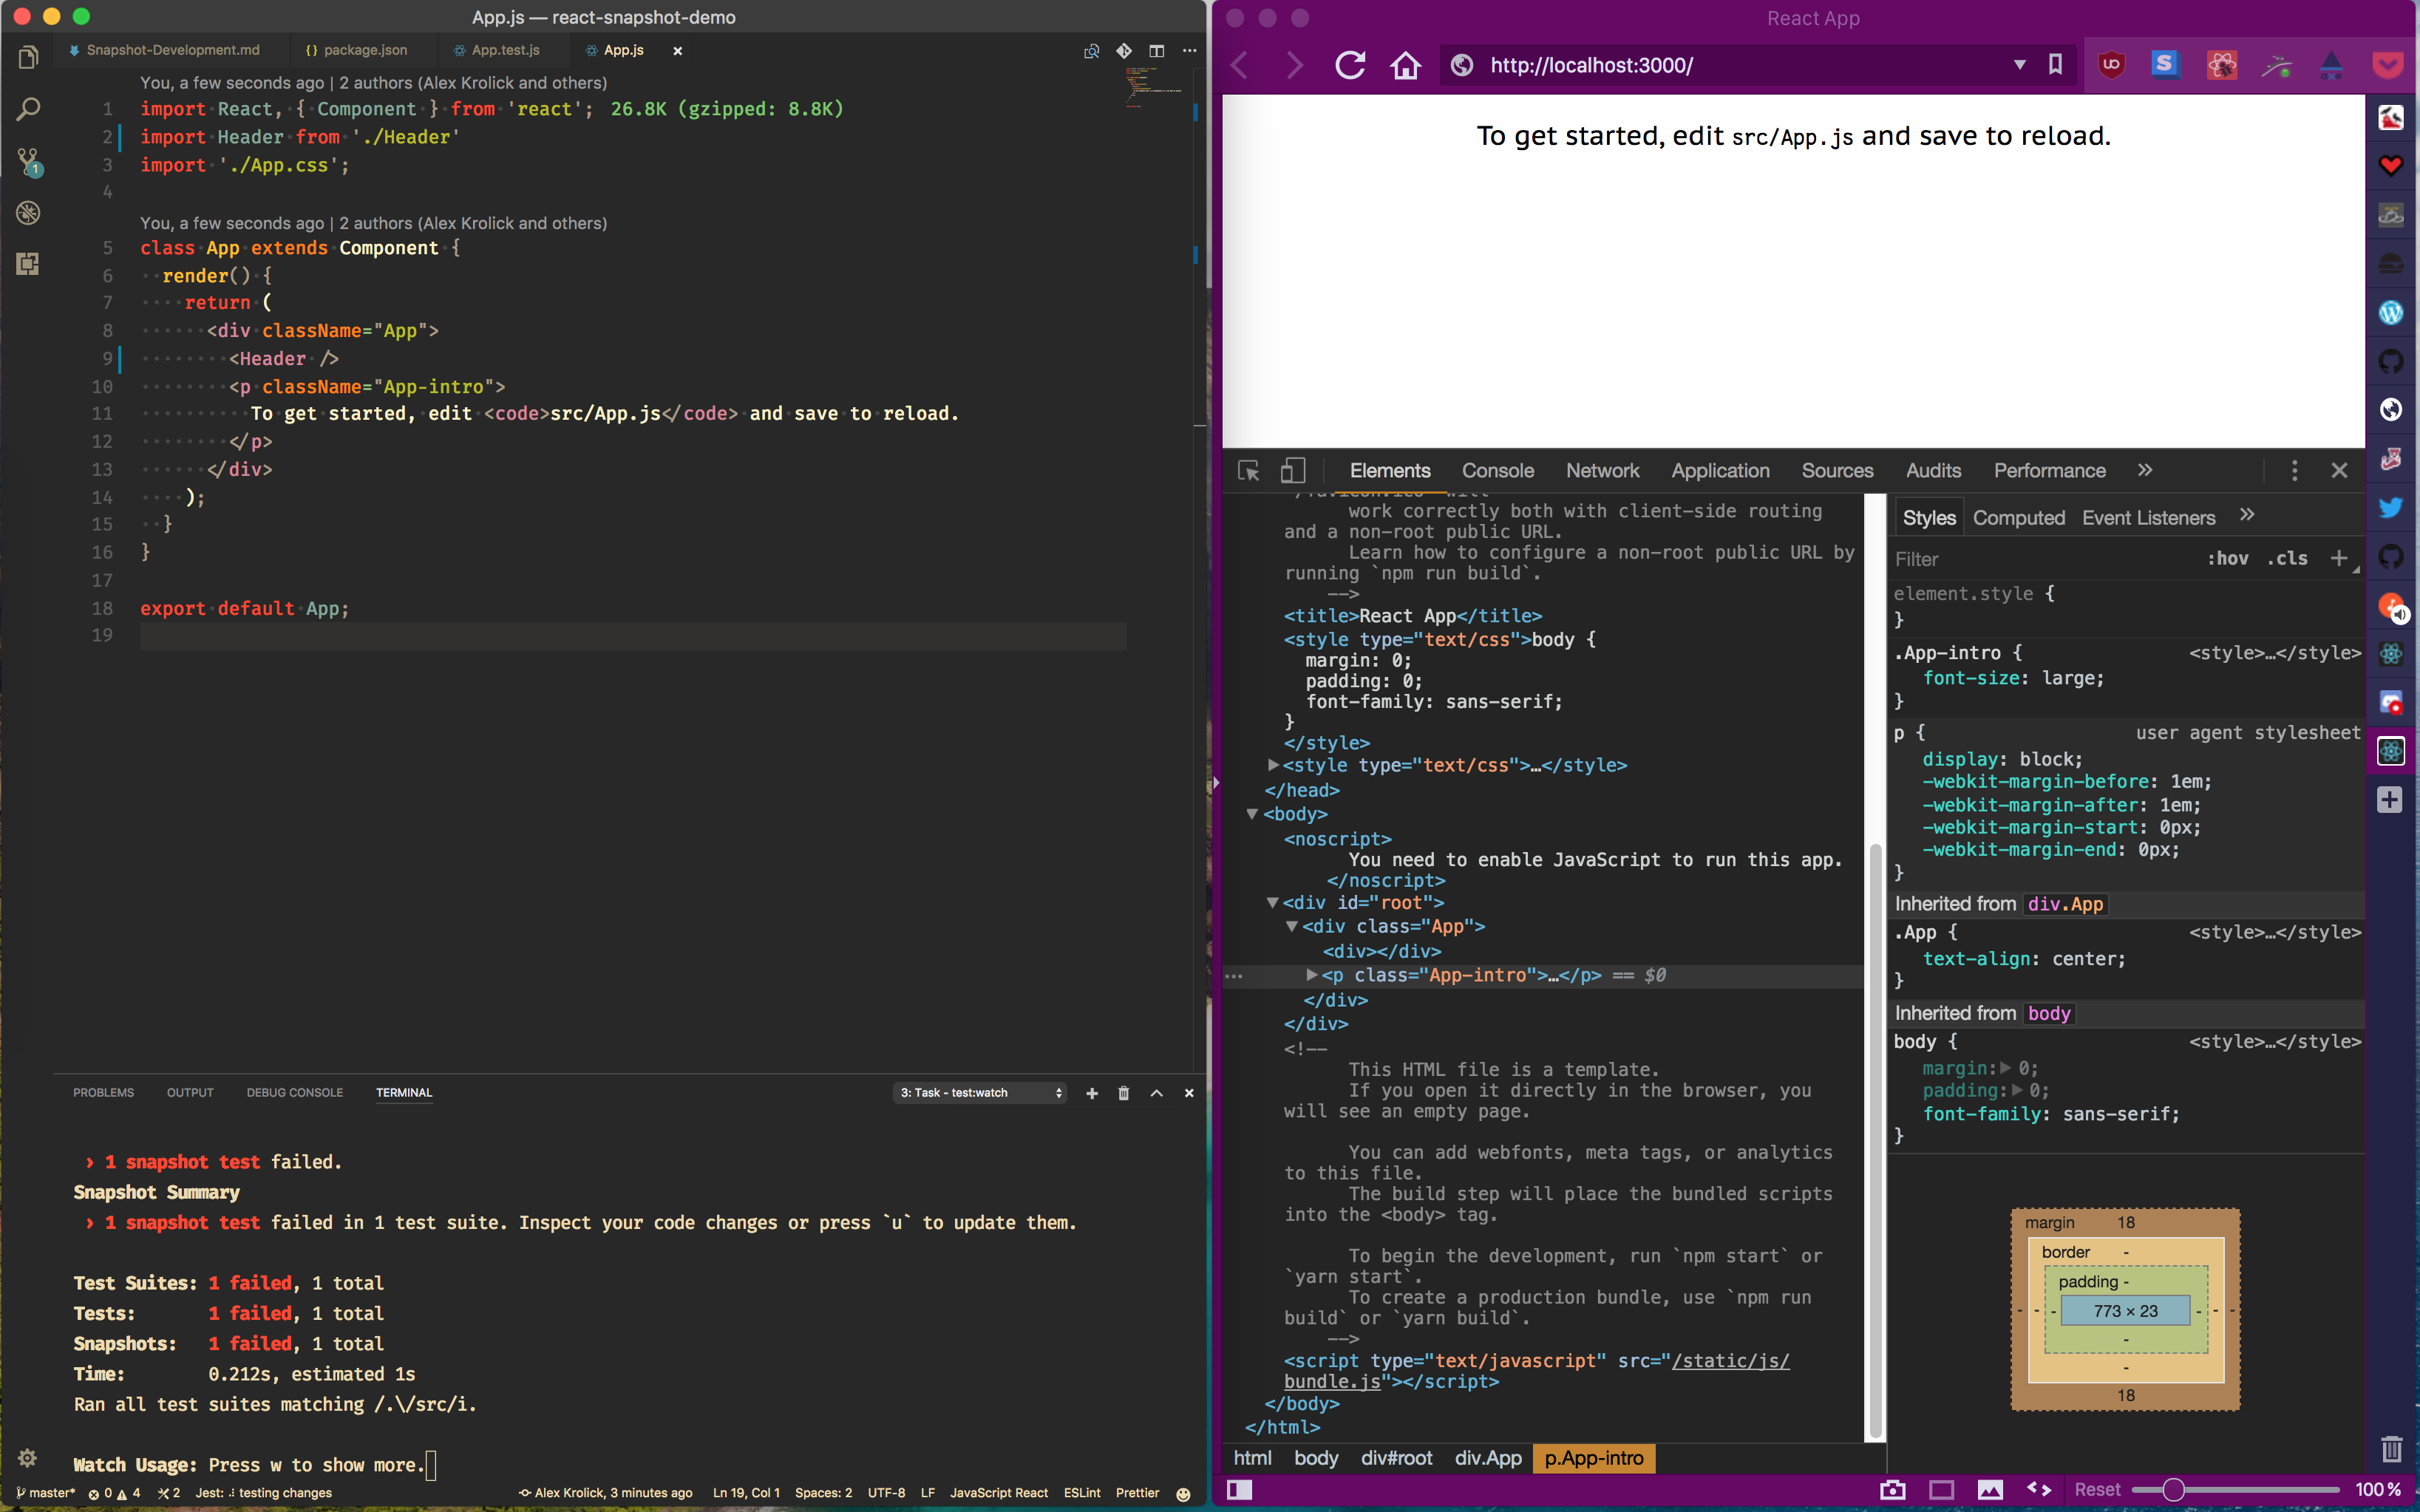 App.js — react-snapshot-demo
Snapshot-Development.md
{} package.json
App.test.js
App.js
You, a few seconds ago | 2 authors (Alex Krolick and others)
1 import React, { Component } from 'react'; 26.8K (gzipped: 8.8K)
2 import Header from './Header'
3 import './App.css';
4
You, a few seconds ago | 2 authors (Alex Krolick and others)
5 class App extends Component {
6 render() {
7 return (
8 <div className="App">
9 <Header />
10 <p className="App-intro">
11 To get started, edit <code>src/App.js</code> and save to reload.
12 </p>
13 </div>
14 );
15 }
16 }
17
18 export default App;
19
1
PROBLEMS OUTPUT DEBUG CONSOLE TERMINAL 3: Task - test:watch
› 1 snapshot test failed.
Snapshot Summary
› 1 snapshot test failed in 1 test suite. Inspect your code changes or press `u` to update them.
Test Suites: 1 failed, 1 total
Tests: 1 failed, 1 total
Snapshots: 1 failed, 1 total
Time: 0.212s, estimated 1s
Ran all test suites matching /.\/src/i.
Watch Usage: Press w to show more.
master* 0 4 2 Jest: .: testing changes Alex Krolick, 3 minutes ago Ln 19, Col 1 Spaces: 2 UTF-8 LF JavaScript React ESLint Prettier
React App
http://localhost:3000/
To get started, edit src/App.js and save to reload.
Elements Console Network Application Sources Audits Performance »
work correctly both with client-side routing
and a non-root public URL.
Learn how to configure a non-root public URL by
running `npm run build`.
-->
<title>React App</title>
<style type="text/css">body {
margin: 0;
padding: 0;
font-family: sans-serif;
}
</style>
<style type="text/css">…</style>
</head>
<body>
<noscript>
You need to enable JavaScript to run this app.
</noscript>
<div id="root">
<div class="App">
<div></div>
<p class="App-intro">…</p> == $0
</div>
</div>
<!--
This HTML file is a template.
If you open it directly in the browser, you
will see an empty page.
You can add webfonts, meta tags, or analytics
to this file.
The build step will place the bundled scripts
into the <body> tag.
To begin the development, run `npm start` or
`yarn start`.
To create a production bundle, use `npm run
build` or `yarn build`.
-->
<script type="text/javascript" src="/static/js/
bundle.js"></script>
</body>
</html>
html body div#root div.App p.App-intro
Styles Computed Event Listeners »
Filter :hov .cls +
element.style {
}
.App-intro { <style>…</style>
font-size: large;
}
p { user agent stylesheet
display: block;
-webkit-margin-before: 1em;
-webkit-margin-after: 1em;
-webkit-margin-start: 0px;
-webkit-margin-end: 0px;
}
Inherited from div.App
.App { <style>…</style>
text-align: center;
}
Inherited from body
body { <style>…</style>
margin: 0;
padding: 0;
font-family: sans-serif;
}
margin 18
border -
padding -
- - - 773 × 23 - - -
-
-
18
Reset 100 %